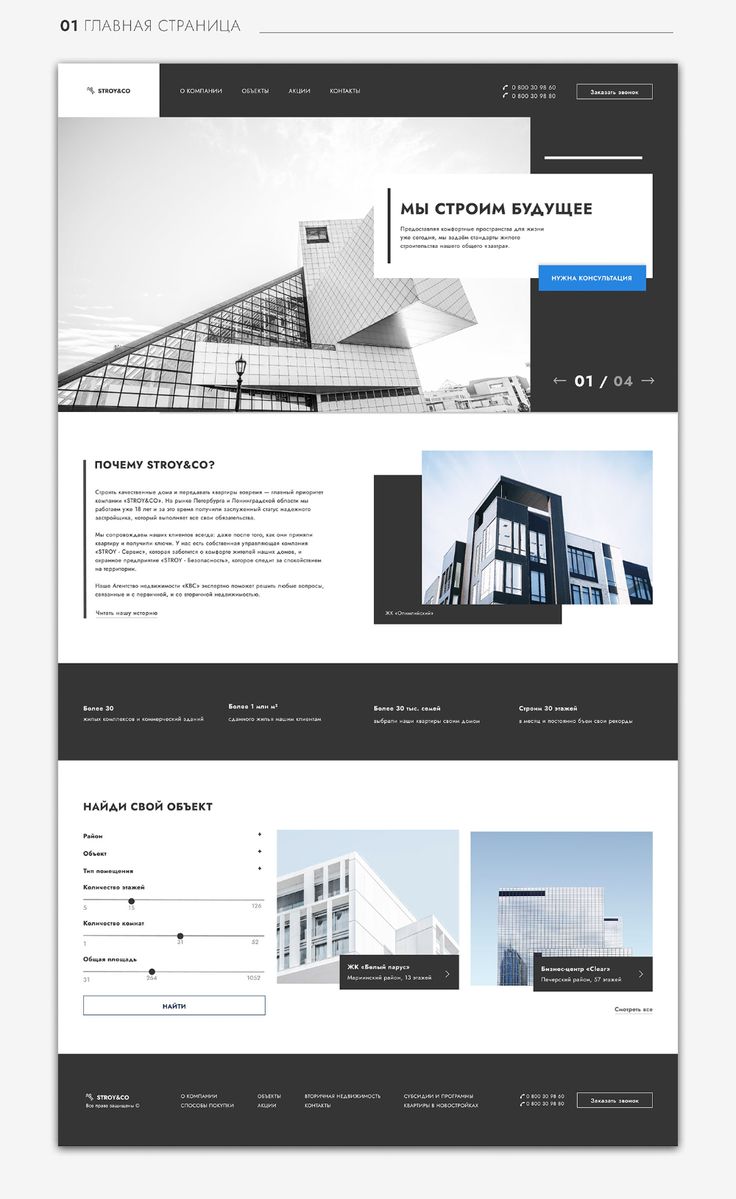 01 ГЛАВНАЯ СТРАНИЦА
STROY&CO
О КОМПАНИИ
ОБЪЕКТЫ
АКЦИИ
КОНТАКТЫ
0 800 30 98 60
0 800 30 98 80
Заказать звонок
МЫ СТРОИМ БУДУЩЕЕ
Предоставляя комфортные пространства для жизни
уже сегодня, мы задаём стандарты жилого
строительства нашего общего «завтра».
НУЖНА КОНСУЛЬТАЦИЯ
01 / 04
ПОЧЕМУ STROY&CO?
Строить качественные дома и передавать квартиры вовремя — главный приоритет
компании «STROY&CO». На рынке Петербурга и Ленинградской области мы
работаем уже 18 лет и за это время получили заслуженный статус надежного
застройщика, который выполняет все свои обязательства.
Мы сопровождаем наших клиентов всегда: даже после того, как они приняли
квартиру и получили ключи. У нас есть собственная управляющая компания
«STROY - Сервис», которая заботится о комфорте жителей наших домов, и
охранное предприятие «STROY - Безопасность», которое следит за спокойствием
на территории.
Наше Агентство недвижимости «КВС» экспертно поможет решить любые вопросы,
связанные и с первичной, и со вторичной недвижимостью.
Читать нашу историю
ЖК «Олимпийский»
Более 30
жилых комплексов и коммерческий зданий
Более 1 млн м²
сданного жилья нашим клиентам
Более 30 тыс. семей
выбрали наши квартиры своим домом
Строим 30 этажей
в месяц и постоянно бъем свои рекорды
НАЙДИ СВОЙ ОБЪЕКТ
Район +
Объект +
Тип помещения +
Количество этажей
5 15 126
Количество комнат
1 31 52
Общая площадь
31 264 1052
НАЙТИ
ЖК «Белый парус»
Мариинский район, 13 этажей
Бизнес-центр «Clear»
Печерский район, 57 этажей
Смотреть все
STROY&CO
Все права защищены ©
О КОМПАНИИ
СПОСОБЫ ПОКУПКИ
ОБЪЕКТЫ
АКЦИИ
ВТОРИЧНАЯ НЕДВИЖИМОСТЬ
КОНТАКТЫ
СУБСИДИИ И ПРОГРАММЫ
КВАРТИРЫ В НОВОСТРОЙКАХ
0 800 30 98 60
0 800 30 98 80
Заказать звонок